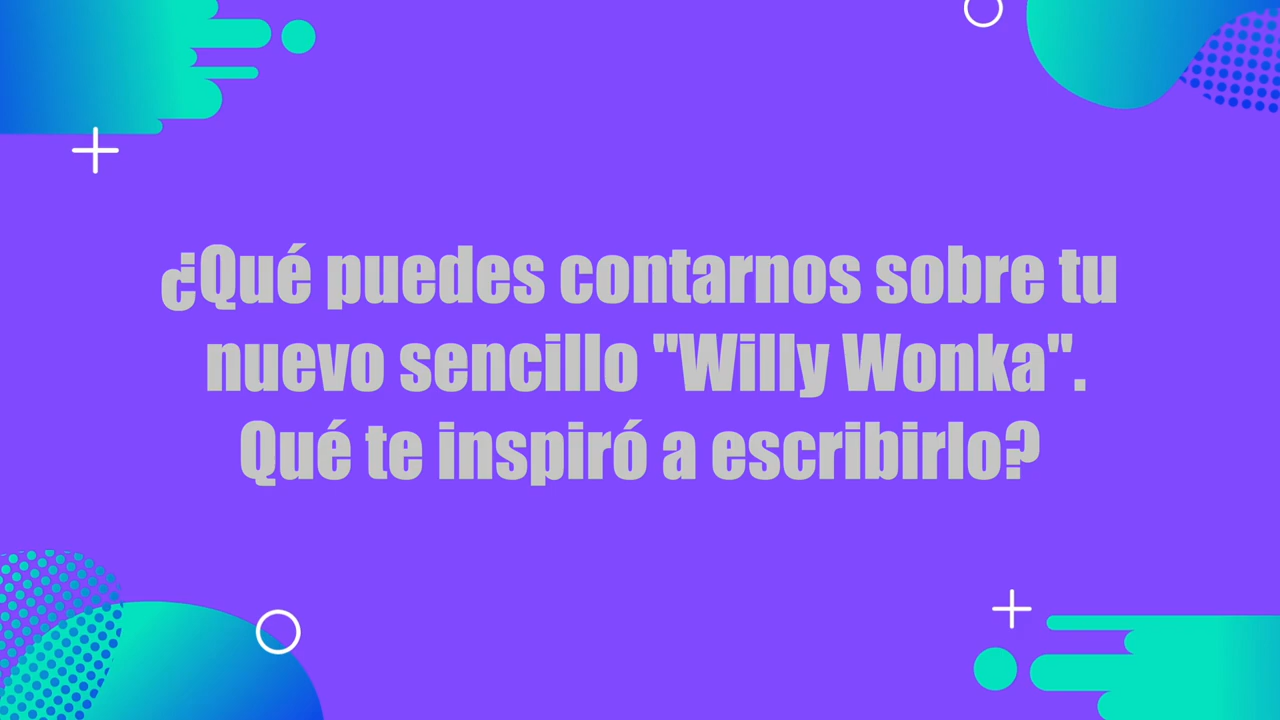 ¿Qué puedes contarnos sobre tu
nuevo sencillo "Willy Wonka".
Qué te inspiró a escribirlo?